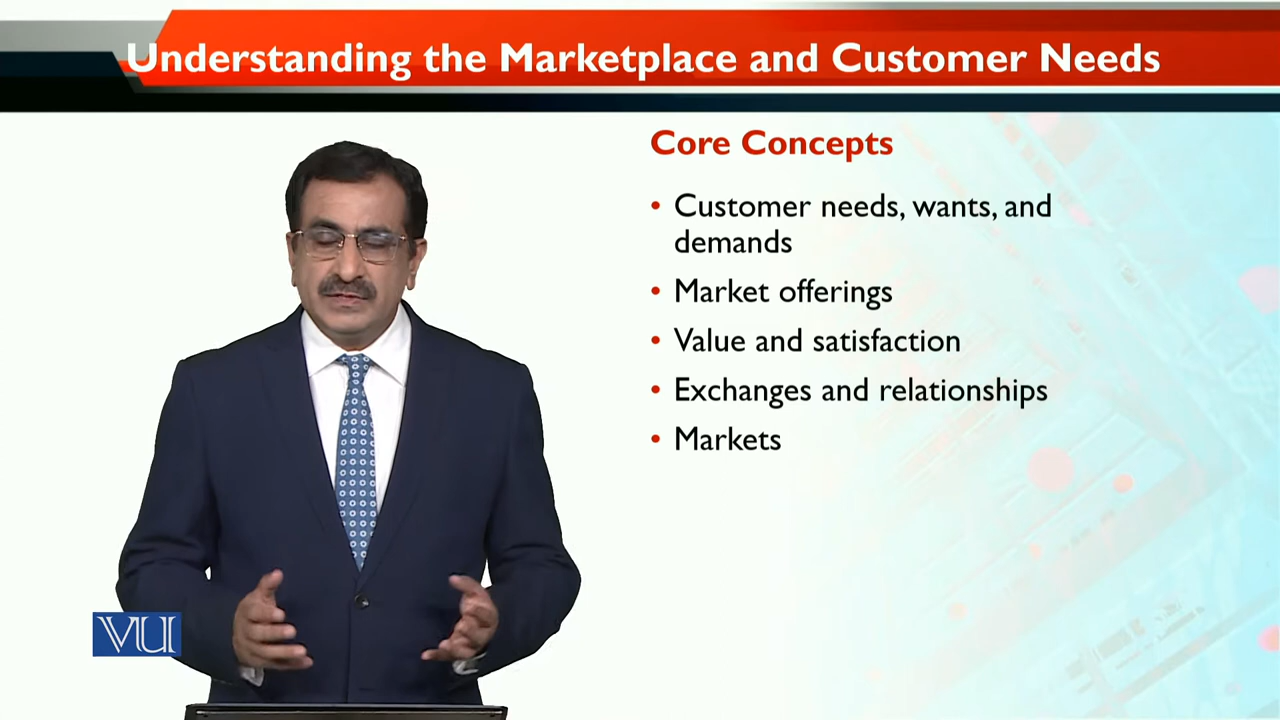 Understanding the Marketplace and Customer Needs
Core Concepts
• Customer needs, wants, and
demands
• Market offerings
• Value and satisfaction
• Exchanges and relationships
• Markets
VU